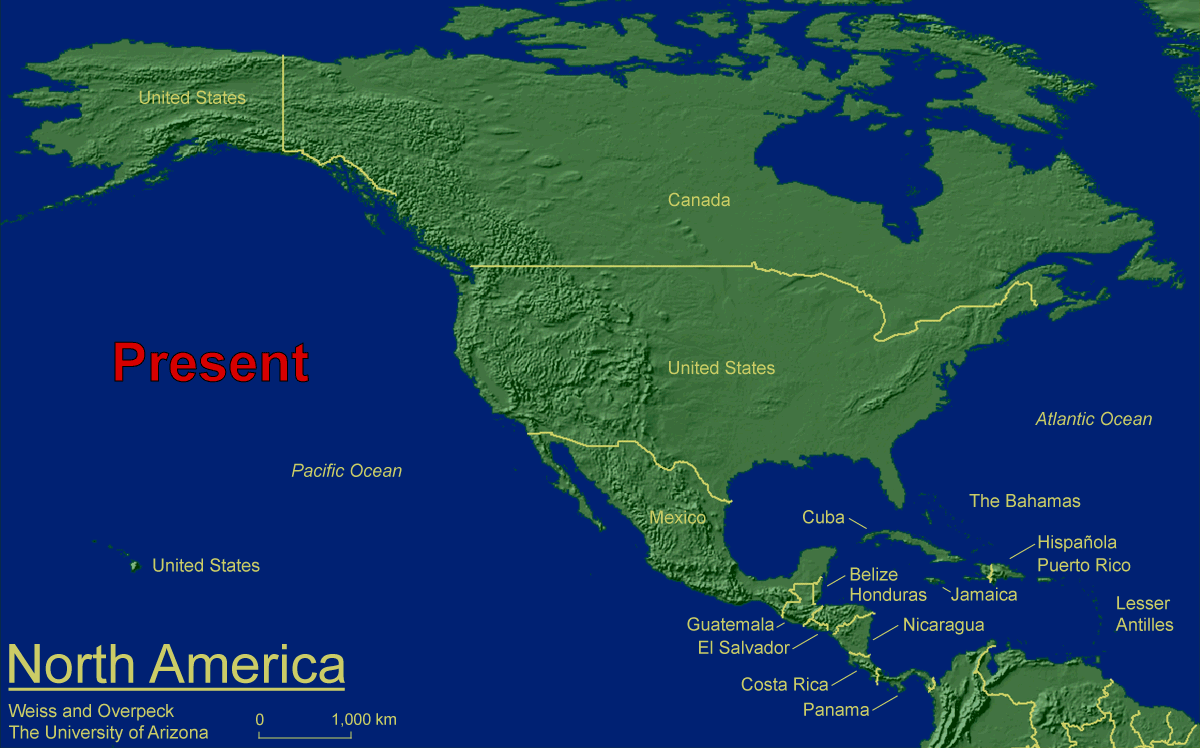 United States
Canada
Present
United States
Atlantic Ocean
Pacific Ocean
The Bahamas
Cuba
Mexico
Hispañola
Puerto Rico
United States
Belize
Honduras
Jamaica
Lesser
Antilles
Guatemala
Nicaragua
El Salvador
North America
Costa Rica
Panama
Weiss and Overpeck
The University of Arizona
0 1,000 km